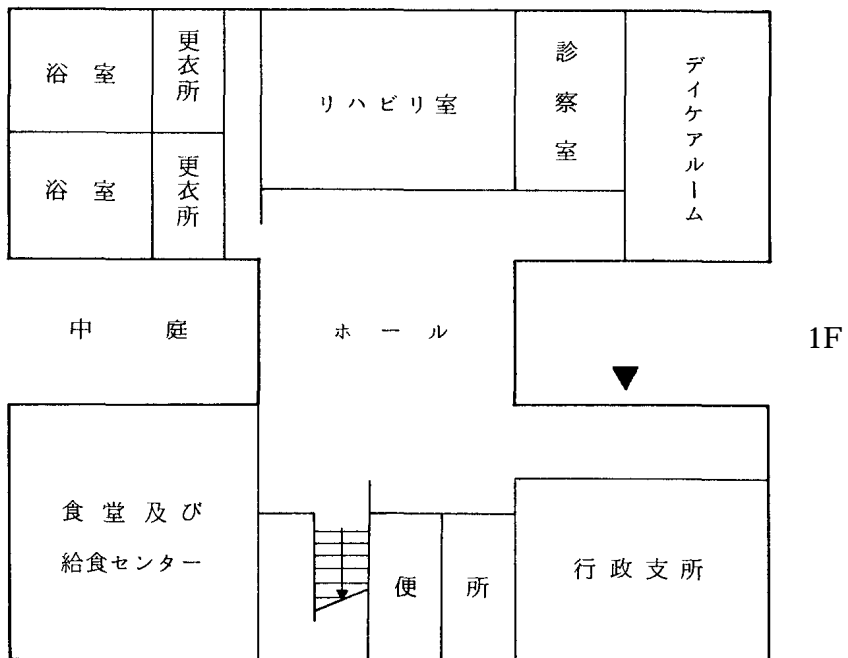 浴室
更衣所
リハビリ室
診察室
デイケアルーム
浴室
更衣所
中庭
ホール
1F
食堂及び
給食センター
便所
行政支所